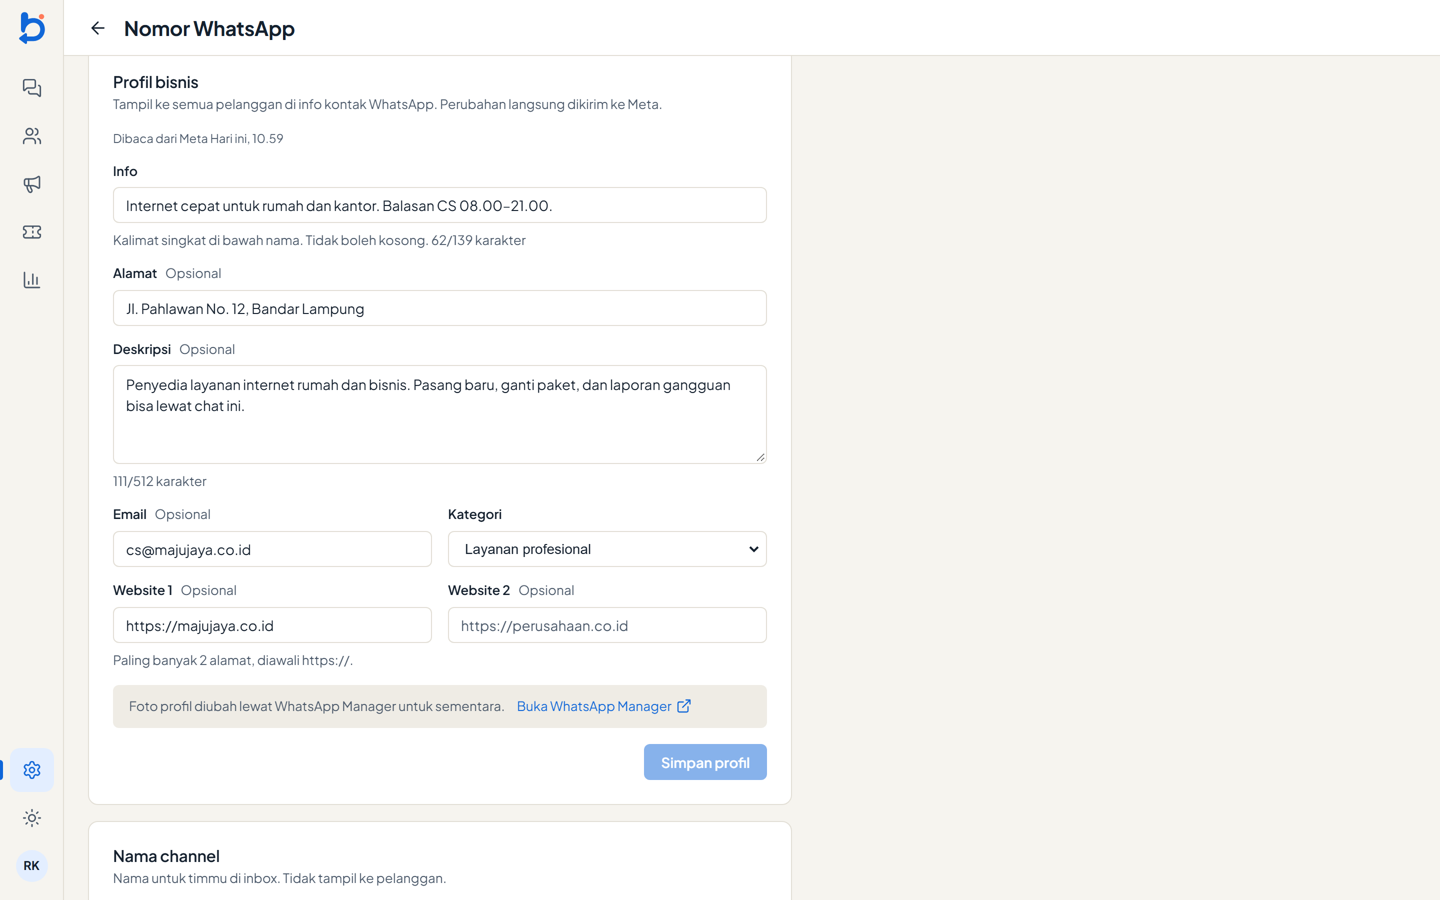 Nomor WhatsApp
Profil bisnis
Tampil ke semua pelanggan di info kontak WhatsApp. Perubahan langsung dikirim ke Meta.
Dibaca dari Meta Hari ini, 10.59
Info
Internet cepat untuk rumah dan kantor. Balasan CS 08.00–21.00.
Kalimat singkat di bawah nama. Tidak boleh kosong. 62/139 karakter
Alamat Opsional
Jl. Pahlawan No. 12, Bandar Lampung
Deskripsi Opsional
Penyedia layanan internet rumah dan bisnis. Pasang baru, ganti paket, dan laporan gangguan
bisa lewat chat ini.
111/512 karakter
Email Opsional
cs@majujaya.co.id
Kategori
Layanan profesional
Website 1 Opsional
https://majujaya.co.id
Website 2 Opsional
https://perusahaan.co.id
Paling banyak 2 alamat, diawali https://.
Foto profil diubah lewat WhatsApp Manager untuk sementara. Buka WhatsApp Manager
Simpan profil
Nama channel
Nama untuk timmu di inbox. Tidak tampil ke pelanggan.
RK